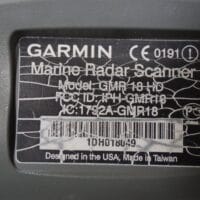 GARMIN CE 0191
Marine Radar Scanner
Model: GMR 18 HD
FCC ID: IPH-GMR18
IC:1792A-GMR18
1DH018049
Designed in the USA, Made in Taiwan